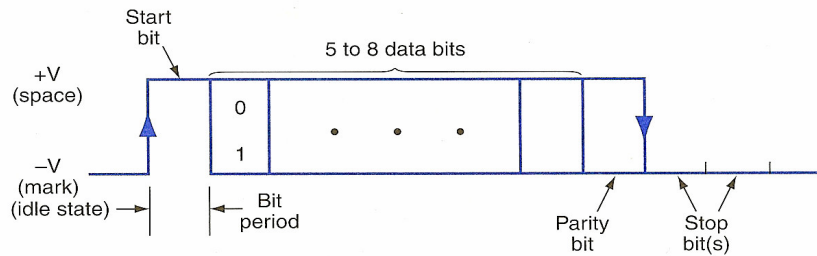 Start
bit
5 to 8 data bits
+V
(space)
0
1
–V
(mark)
(idle state)
Bit
period
Parity
bit
Stop
bit(s)